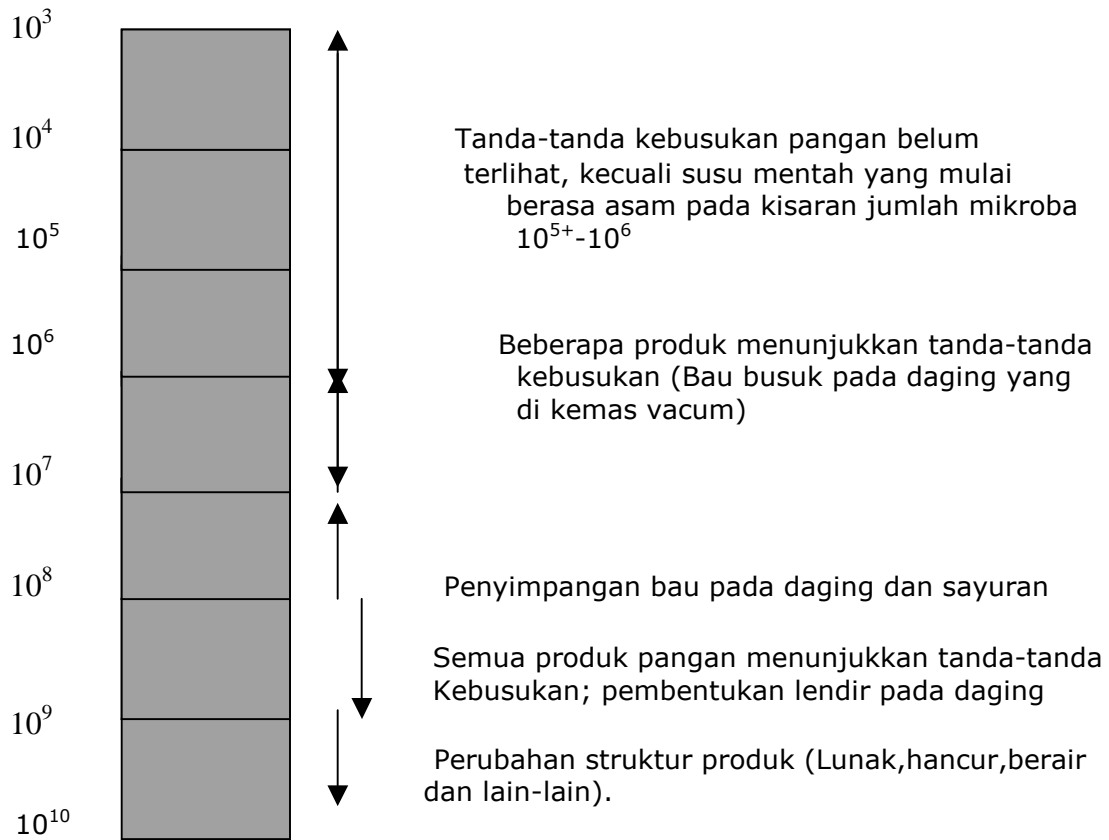 10³
10⁴
Tanda-tanda kebusukan pangan belum
terlihat, kecuali susu mentah yang mulai
berasa asam pada kisaran jumlah mikroba
10⁵
10⁵⁺-10⁶
10⁶
Beberapa produk menunjukkan tanda-tanda
kebusukan (Bau busuk pada daging yang
di kemas vacum)
10⁷
10⁸
Penyimpangan bau pada daging dan sayuran
Semua produk pangan menunjukkan tanda-tanda
Kebusukan; pembentukan lendir pada daging
10⁹
Perubahan struktur produk (Lunak,hancur,berair
dan lain-lain).
10¹⁰